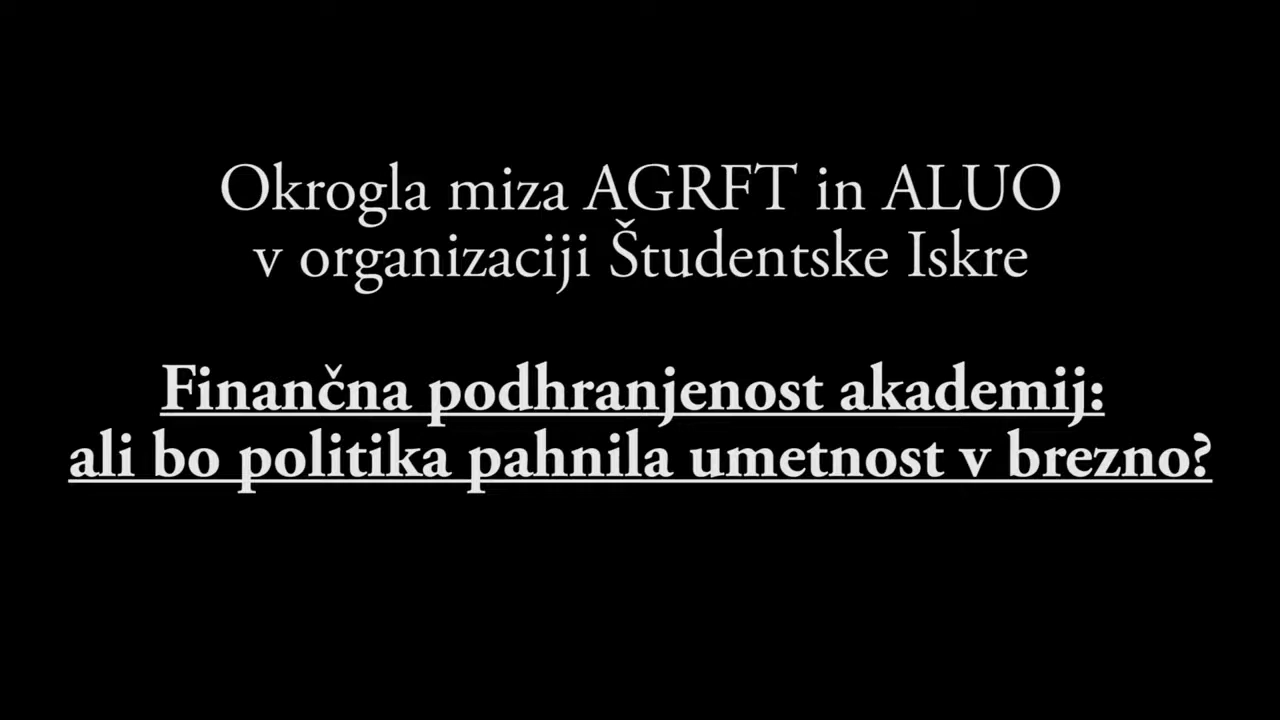 Okrogla miza AGRFT in ALUO
v organizaciji Študentske Iskre
Finančna podhranjenost akademij:
ali bo politika pahnila umetnost v brezno?